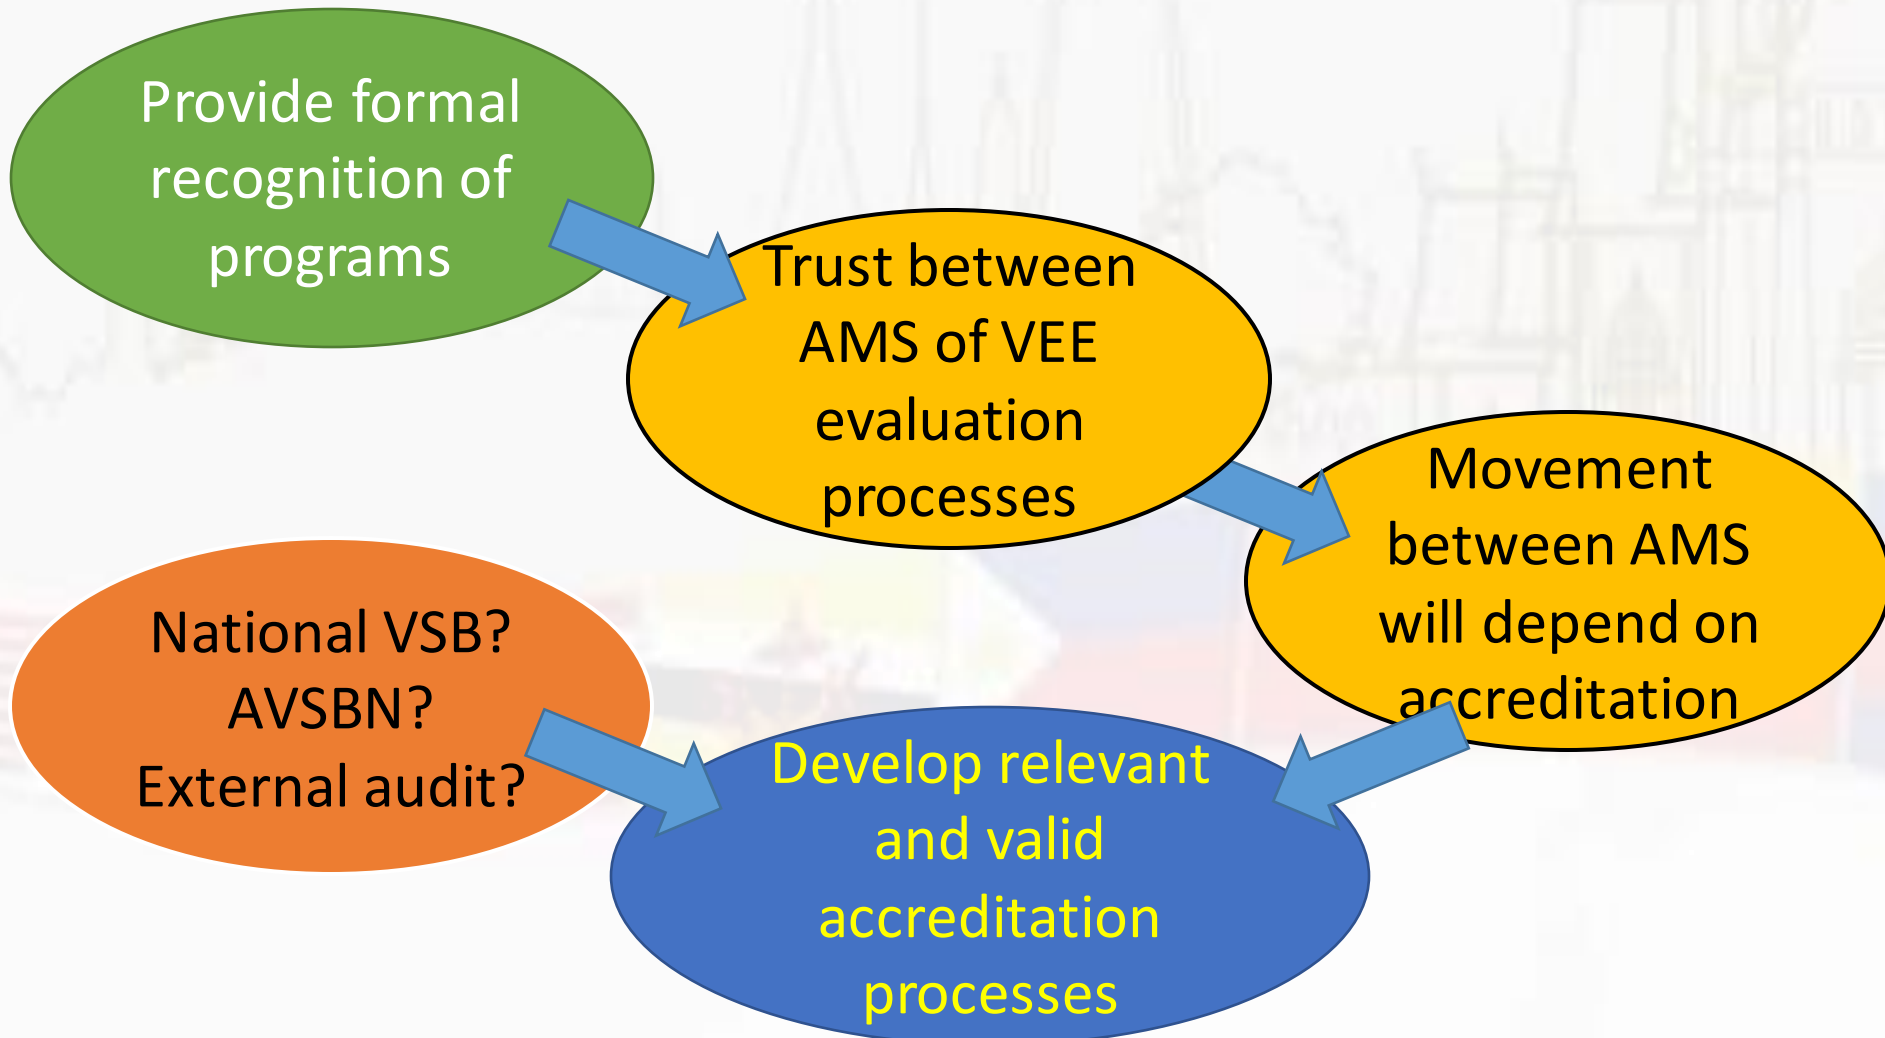 Provide formal
recognition of
programs
Trust between
AMS of VEE
evaluation
processes
Movement
between AMS
will depend on
accreditation
National VSB?
AVSBN?
External audit?
Develop relevant
and valid
accreditation
processes